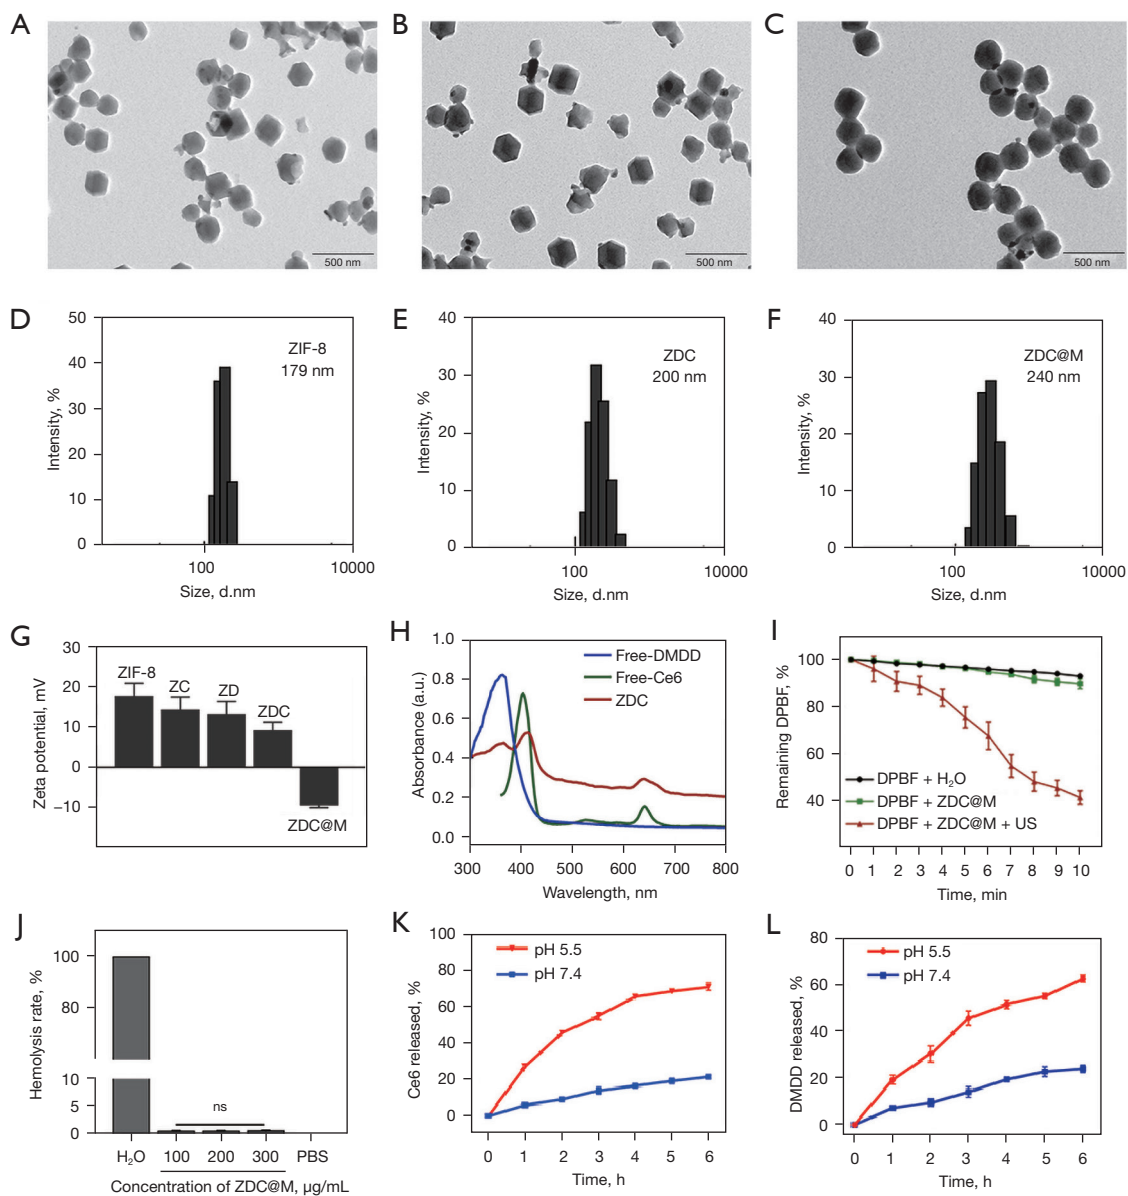 A
B
C
500 nm
500 nm
500 nm
D
50
40
30
20
10
0
Intensity, %
ZIF-8
179 nm
100
10000
Size, d.nm
E
40
30
20
10
0
Intensity, %
ZDC
200 nm
100
10000
Size, d.nm
F
40
30
20
10
0
Intensity, %
ZDC@M
240 nm
100
10000
Size, d.nm
G
30
20
10
0
−10
Zeta potential, mV
ZIF-8
ZC
ZD
ZDC
ZDC@M
H
1.0
0.8
0.6
0.4
0.2
0.0
Absorbance (a.u.)
Free-DMDD
Free-Ce6
ZDC
300 400 500 600 700 800
Wavelength, nm
I
100
80
60
40
Remaining DPBF, %
DPBF + H₂O
DPBF + ZDC@M
DPBF + ZDC@M + US
0 1 2 3 4 5 6 7 8 9 10
Time, min
J
100
80
10
5
0
Hemolysis rate, %
ns
H₂O 100 200 300 PBS
Concentration of ZDC@M, µg/mL
K
100
80
60
40
20
0
Ce6 released, %
pH 5.5
pH 7.4
0 1 2 3 4 5 6
Time, h
L
80
60
40
20
0
DMDD released, %
pH 5.5
pH 7.4
0 1 2 3 4 5 6
Time, h